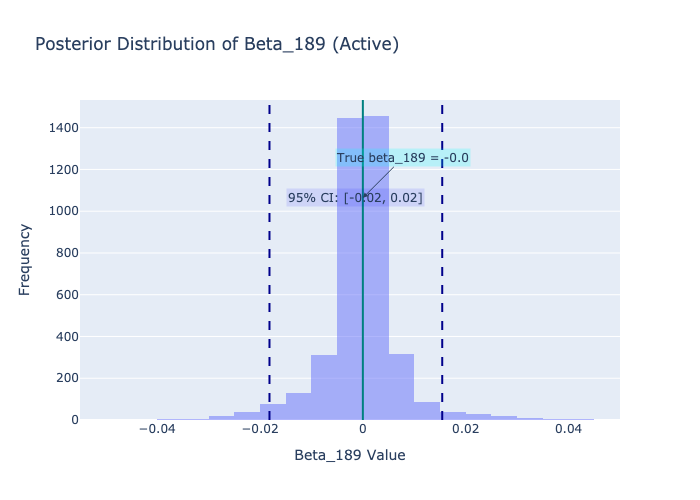 Posterior Distribution of Beta_189 (Active)
1400
1200
1000
800
600
400
200
0
Frequency
True beta_189 = -0.0
95% CI: [-0.02, 0.02]
−0.04
−0.02
0
0.02
0.04
Beta_189 Value